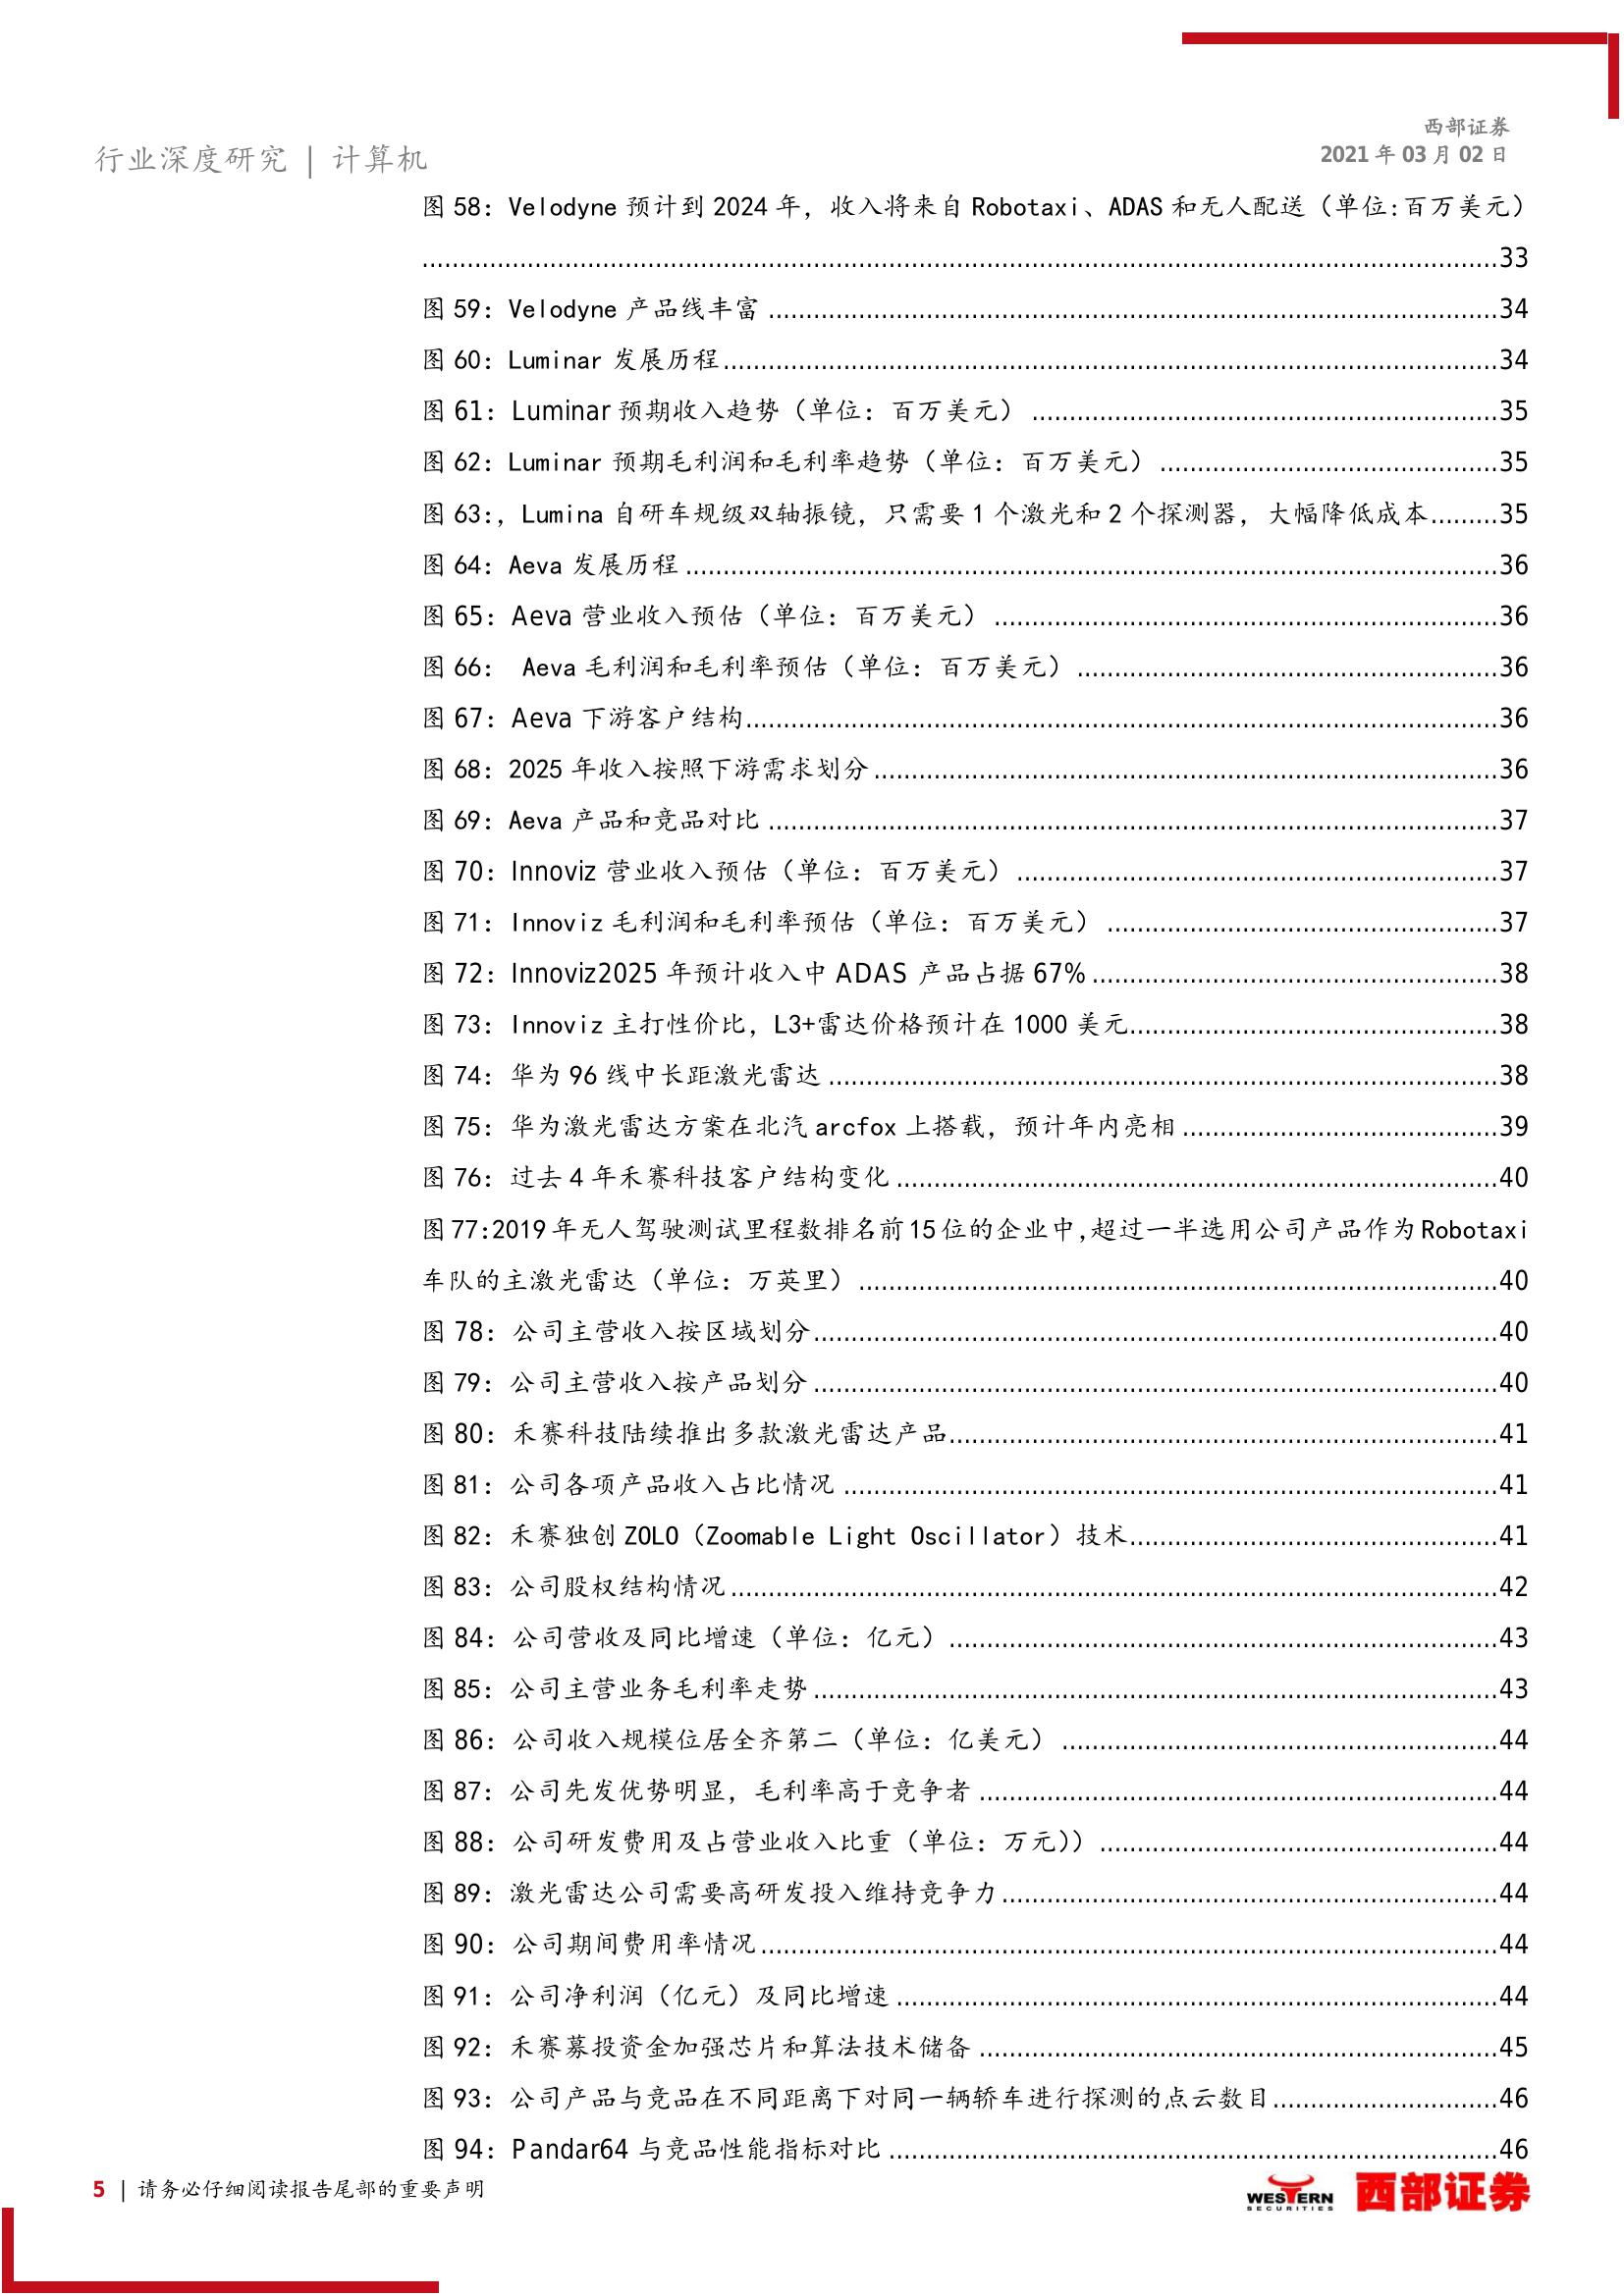 西部证券
行业深度研究 | 计算机
2021 年 03 月 02 日
图 58：Velodyne 预计到 2024 年，收入将来自 Robotaxi、ADAS 和无人配送（单位:百万美元）
....................................................................................................33
图 59：Velodyne 产品线丰富 ....................................................................34
图 60：Luminar 发展历程........................................................................34
图 61：Luminar 预期收入趋势（单位：百万美元） ............................................35
图 62：Luminar 预期毛利润和毛利率趋势（单位：百万美元） ................................35
图 63:，Lumina 自研车规级双轴振镜，只需要 1 个激光和 2 个探测器，大幅降低成本.........35
图 64：Aeva 发展历程 ...........................................................................36
图 65：Aeva 营业收入预估（单位：百万美元） ................................................36
图 66： Aeva 毛利润和毛利率预估（单位：百万美元） ........................................36
图 67：Aeva 下游客户结构......................................................................36
图 68：2025 年收入按照下游需求划分..........................................................36
图 69：Aeva 产品和竞品对比 ...................................................................37
图 70：Innoviz 营业收入预估（单位：百万美元） .............................................37
图 71：Innoviz 毛利润和毛利率预估（单位：百万美元） .....................................37
图 72：Innoviz2025 年预计收入中 ADAS 产品占据 67% ........................................38
图 73：Innoviz 主打性价比，L3+雷达价格预计在 1000 美元....................................38
图 74：华为 96 线中长距激光雷达 ..............................................................38
图 75：华为激光雷达方案在北汽 arcfox 上搭载，预计年内亮相................................39
图 76：过去 4 年禾赛科技客户结构变化 ........................................................40
图 77:2019 年无人驾驶测试里程数排名前 15 位的企业中,超过一半选用公司产品作为 Robotaxi
车队的主激光雷达（单位：万英里） ............................................................40
图 78：公司主营收入按区域划分................................................................40
图 79：公司主营收入按产品划分 ...............................................................40
图 80：禾赛科技陆续推出多款激光雷达产品...................................................41
图 81：公司各项产品收入占比情况 .............................................................41
图 82：禾赛独创 ZOLO（Zoomable Light Oscillator）技术.....................................41
图 83：公司股权结构情况.......................................................................42
图 84：公司营收及同比增速（单位：亿元）...................................................43
图 85：公司主营业务毛利率走势 ...............................................................43
图 86：公司收入规模位居全齐第二（单位：亿美元） .........................................44
图 87：公司先发优势明显，毛利率高于竞争者 .................................................44
图 88：公司研发费用及占营业收入比重（单位：万元）） .....................................44
图 89：激光雷达公司需要高研发投入维持竞争力...............................................44
图 90：公司期间费用率情况.....................................................................44
图 91：公司净利润（亿元）及同比增速 ........................................................44
图 92：禾赛募投资金加强芯片和算法技术储备 .................................................45
图 93：公司产品与竞品在不同距离下对同一辆轿车进行探测的点云数目.......................46
图 94：Pandar64 与竞品性能指标对比 ..........................................................46
5 | 请务必仔细阅读报告尾部的重要声明
WESTERN
SECURITIES
西部证券